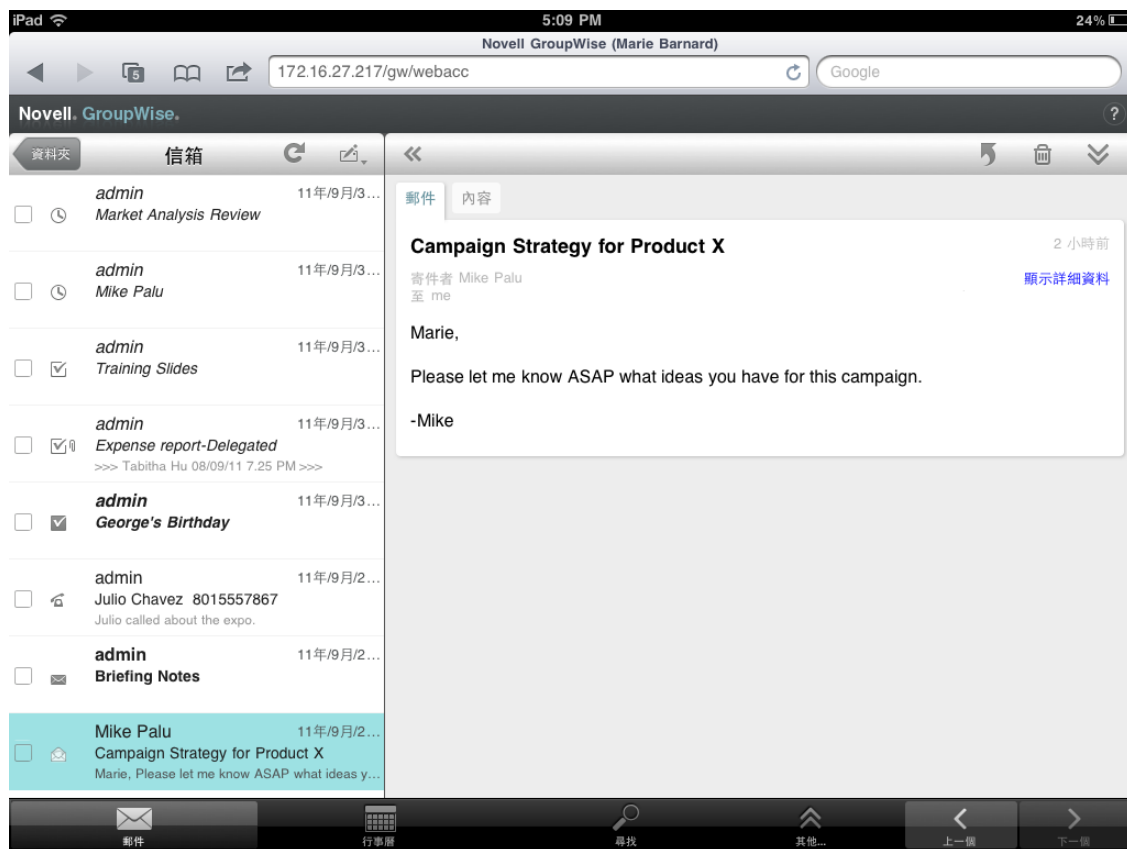 iPad 5:09 PM 24%
Novell GroupWise (Marie Barnard)
5 172.16.27.217/gw/webacc Google
Novell. GroupWise. ?
資料夾 信箱
admin 11年/9月/3...
Market Analysis Review
admin 11年/9月/3...
Mike Palu
admin 11年/9月/3...
Training Slides
admin 11年/9月/3...
Expense report-Delegated
>>> Tabitha Hu 08/09/11 7.25 PM >>>
admin 11年/9月/3...
George's Birthday
admin 11年/9月/2...
Julio Chavez 8015557867
Julio called about the expo.
admin 11年/9月/2...
Briefing Notes
Mike Palu 11年/9月/2...
Campaign Strategy for Product X
Marie, Please let me know ASAP what ideas y...
郵件 內容
Campaign Strategy for Product X 2 小時前
寄件者 Mike Palu 顯示詳細資料
至 me
Marie,
Please let me know ASAP what ideas you have for this campaign.
-Mike
郵件 行事曆 尋找 其他... 上一個 下一個